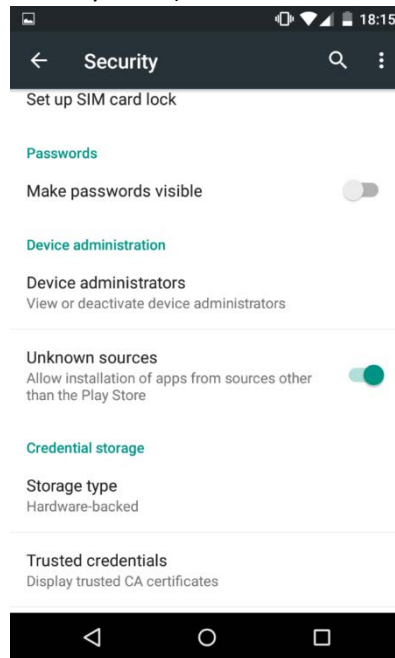 18:15
Security
Set up SIM card lock
Passwords
Make passwords visible
Device administration
Device administrators
View or deactivate device administrators
Unknown sources
Allow installation of apps from sources other
than the Play Store
Credential storage
Storage type
Hardware-backed
Trusted credentials
Display trusted CA certificates